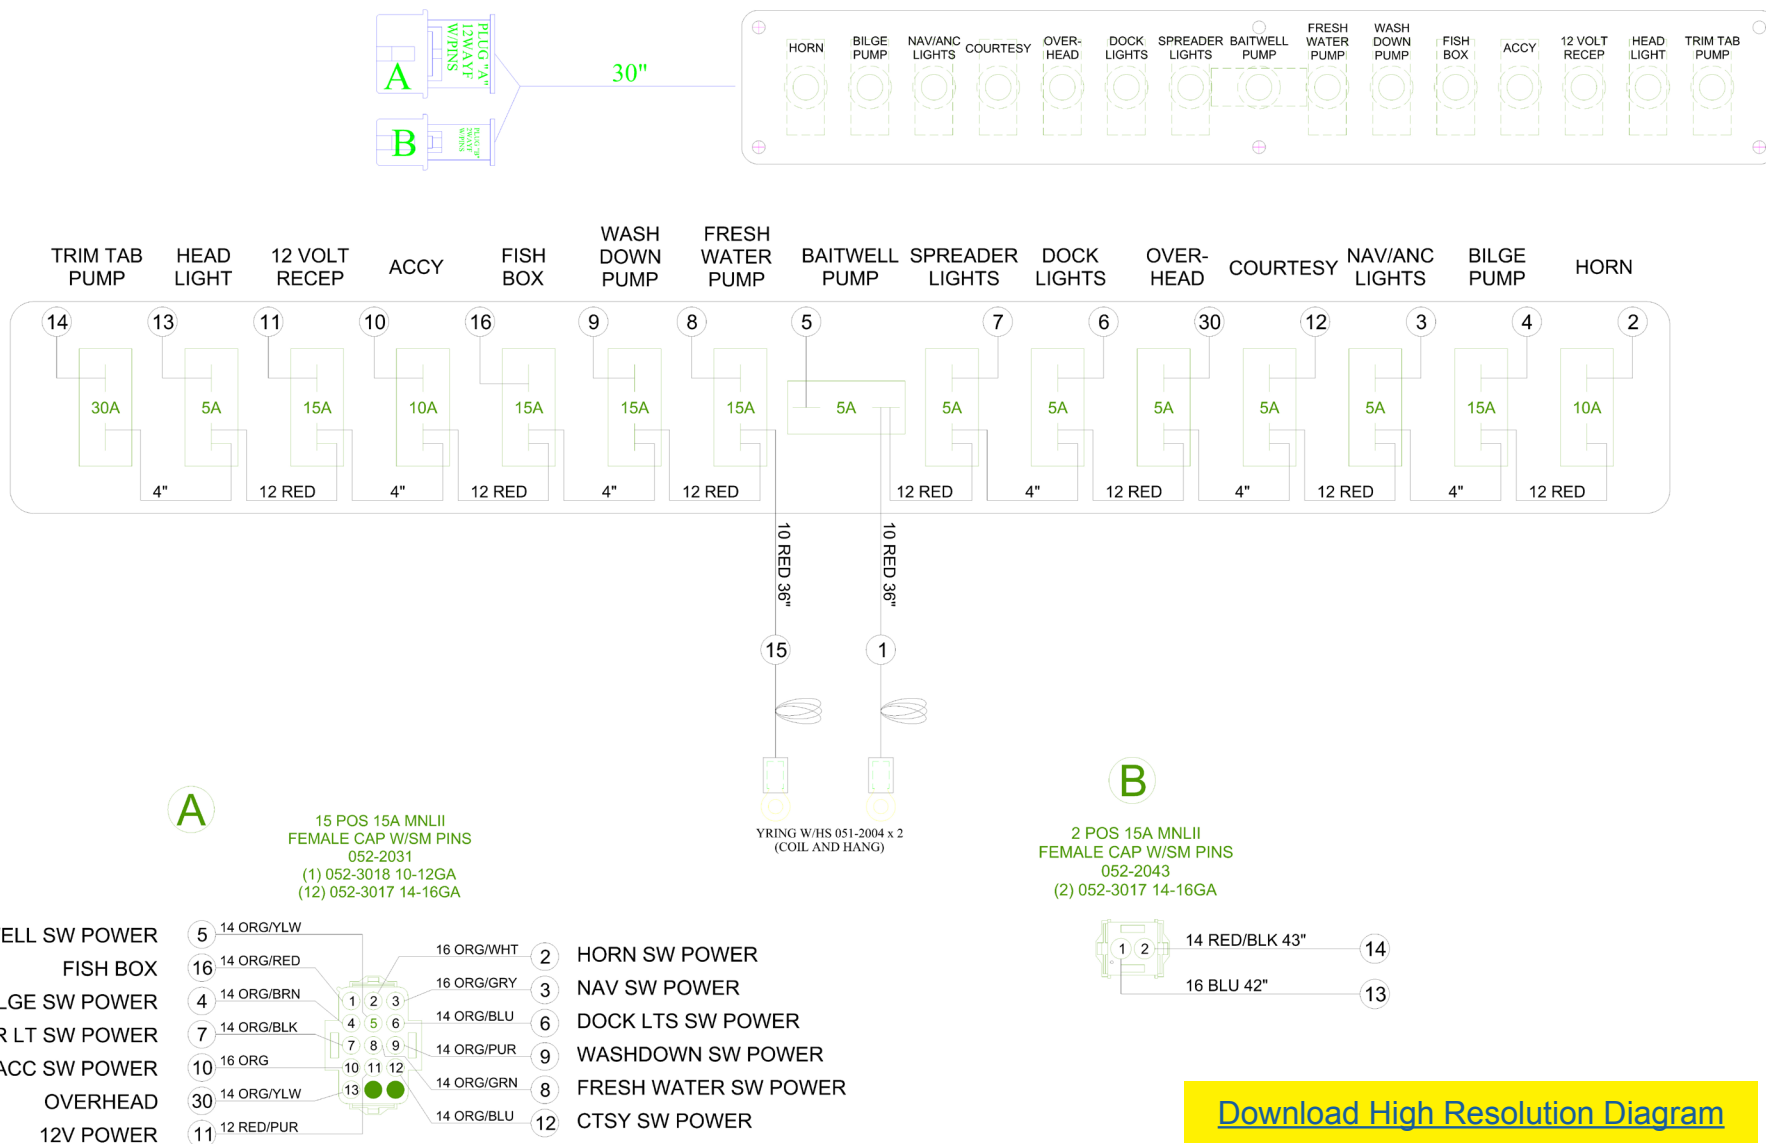 PLUG "A"
12WAYF
W/PINS
A
30"
PLUG "B"
2WAYF
W/PINS
B
HORN
BILGE
PUMP
NAV/ANC
LIGHTS
COURTESY
OVER-
HEAD
DOCK
LIGHTS
SPREADER
LIGHTS
BAITWELL
PUMP
FRESH
WATER
PUMP
WASH
DOWN
PUMP
FISH
BOX
ACCY
12 VOLT
RECEP
HEAD
LIGHT
TRIM TAB
PUMP
TRIM TAB
PUMP
HEAD
LIGHT
12 VOLT
RECEP
ACCY
FISH
BOX
WASH
DOWN
PUMP
FRESH
WATER
PUMP
BAITWELL
PUMP
SPREADER
LIGHTS
DOCK
LIGHTS
OVER-
HEAD
COURTESY
NAV/ANC
LIGHTS
BILGE
PUMP
HORN
14 13 11 10 16 9 8 5 7 6 30 12 3 4 2
30A 5A 15A 10A 15A 15A 15A 5A 5A 5A 5A 5A 5A 15A 10A
4" 12 RED 4" 12 RED 4" 12 RED 12 RED 4" 12 RED 4" 12 RED 4" 12 RED
10 RED 36"
10 RED 36"
15
1
YRING W/HS 051-2004 x 2
(COIL AND HANG)
A
15 POS 15A MNLII
FEMALE CAP W/SM PINS
052-2031
(1) 052-3018 10-12GA
(12) 052-3017 14-16GA
B
2 POS 15A MNLII
FEMALE CAP W/SM PINS
052-2043
(2) 052-3017 14-16GA
ELL SW POWER 5 14 ORG/YLW
FISH BOX 16 14 ORG/RED
LGE SW POWER 4 14 ORG/BRN
R LT SW POWER 7 14 ORG/BLK
ACC SW POWER 10 16 ORG
OVERHEAD 30 14 ORG/YLW
12V POWER 11 12 RED/PUR
1 2 3
4 5 6
7 8 9
10 11 12
13
16 ORG/WHT 2 HORN SW POWER
16 ORG/GRY 3 NAV SW POWER
14 ORG/BLU 6 DOCK LTS SW POWER
14 ORG/PUR 9 WASHDOWN SW POWER
14 ORG/GRN 8 FRESH WATER SW POWER
14 ORG/BLU 12 CTSY SW POWER
1 2
14 RED/BLK 43" 14
16 BLU 42" 13
Download High Resolution Diagram